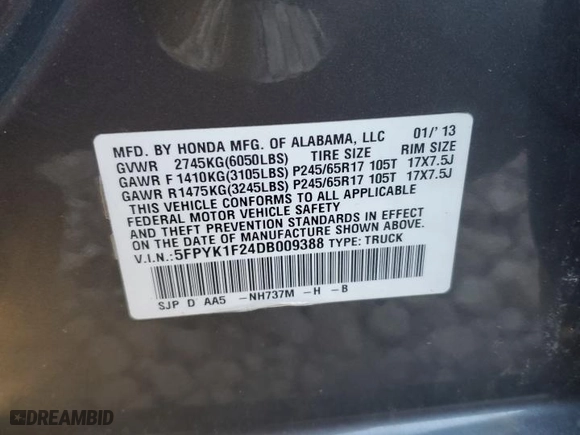 MFD. BY HONDA MFG. OF ALABAMA, LLC 01/'13
GVWR 2745KG(6050LBS) TIRE SIZE RIM SIZE
GAWR F 1410KG(3105LBS) P245/65R17 105T 17X7.5J
GAWR R1475KG(3245LBS) P245/65R17 105T 17X7.5J
THIS VEHICLE CONFORMS TO ALL APPLICABLE
FEDERAL MOTOR VEHICLE SAFETY
AND THEFT PREVENTION STANDARDS IN EFFECT
ON THE DATE OF MANUFACTURE SHOWN ABOVE.
V.I.N.:5FPYK1F24DB009388 TYPE: TRUCK
SJP D AA5 -NH737M -H -B
DREAMBID